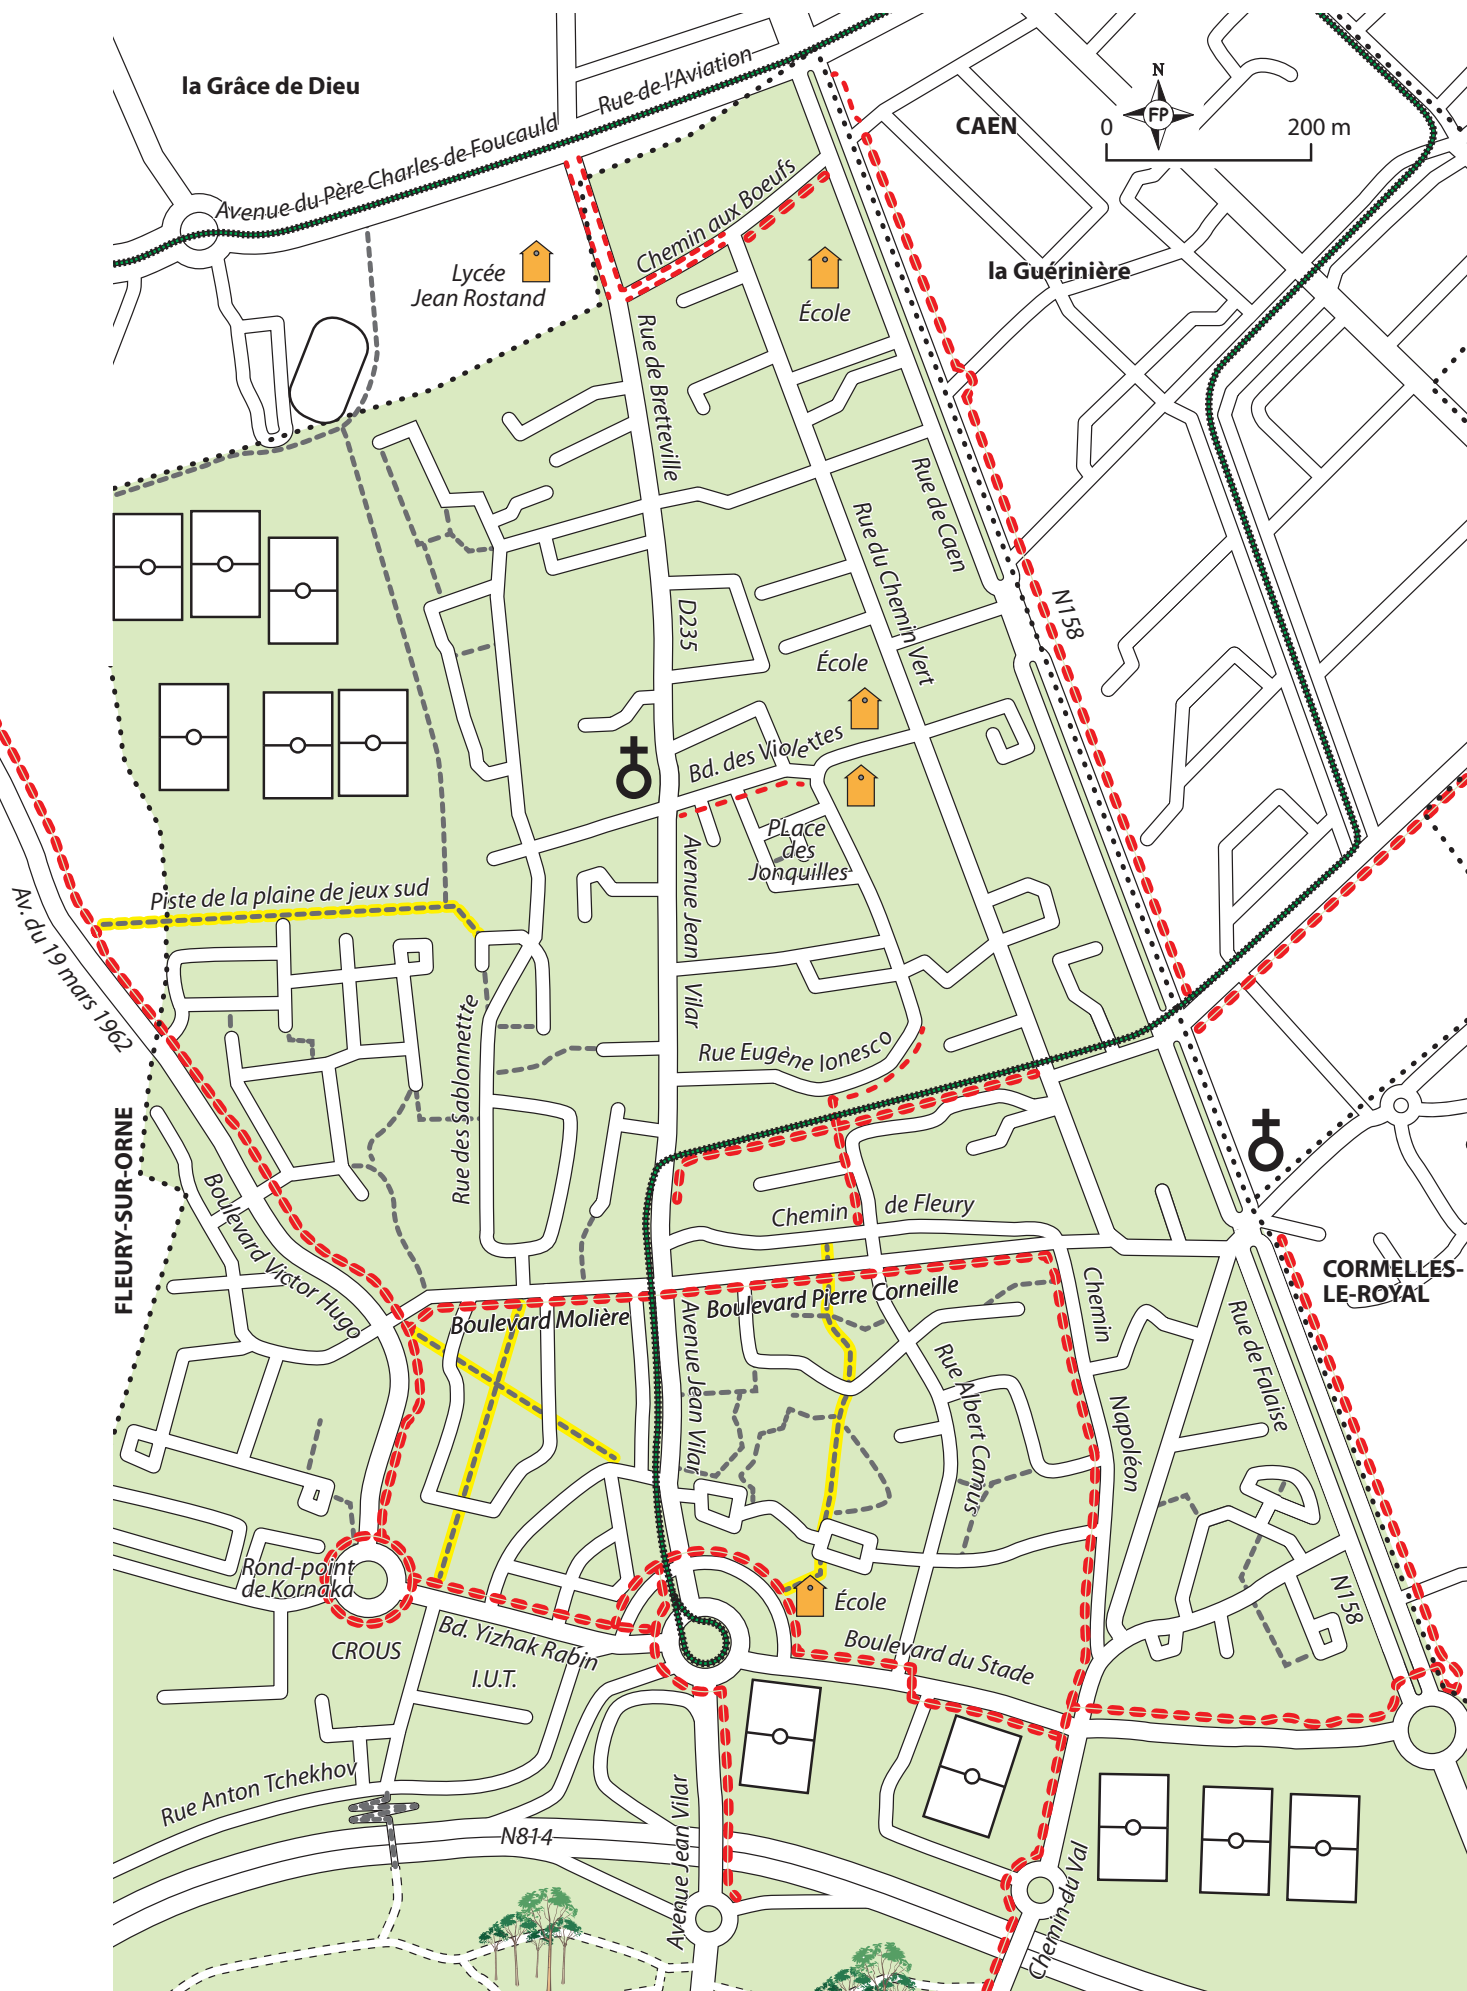 la Grâce de Dieu
Rue de l'Aviation
N
FP
CAEN
0
200 m
Avenue du Père Charles de Foucauld
Chemin aux Boeufs
Lycée
Jean Rostand
la Guérinière
École
Rue de Bretteville
Rue de Caen
Rue du Chemin Vert
N158
D235
École
Bd. des Violettes
PLace
des
Jonquilles
Avenue Jean Vilar
Piste de la plaine de jeux sud
Av. du 19 mars 1962
Rue des Sablonnettte
Rue Eugène Ionesco
FLEURY-SUR-ORNE
Boulevard Victor Hugo
Chemin de Fleury
CORMELLES-
LE-ROYAL
Boulevard Molière
Boulevard Pierre Corneille
Avenue Jean Vilar
Chemin Napoléon
Rue de Falaise
Rue Albert Camus
Rond-point
de Kornaka
École
N158
CROUS
Bd. Yizhak Rabin
I.U.T.
Boulevard du Stade
Rue Anton Tchekhov
N814
Avenue Jean Vilar
Chemin du Val